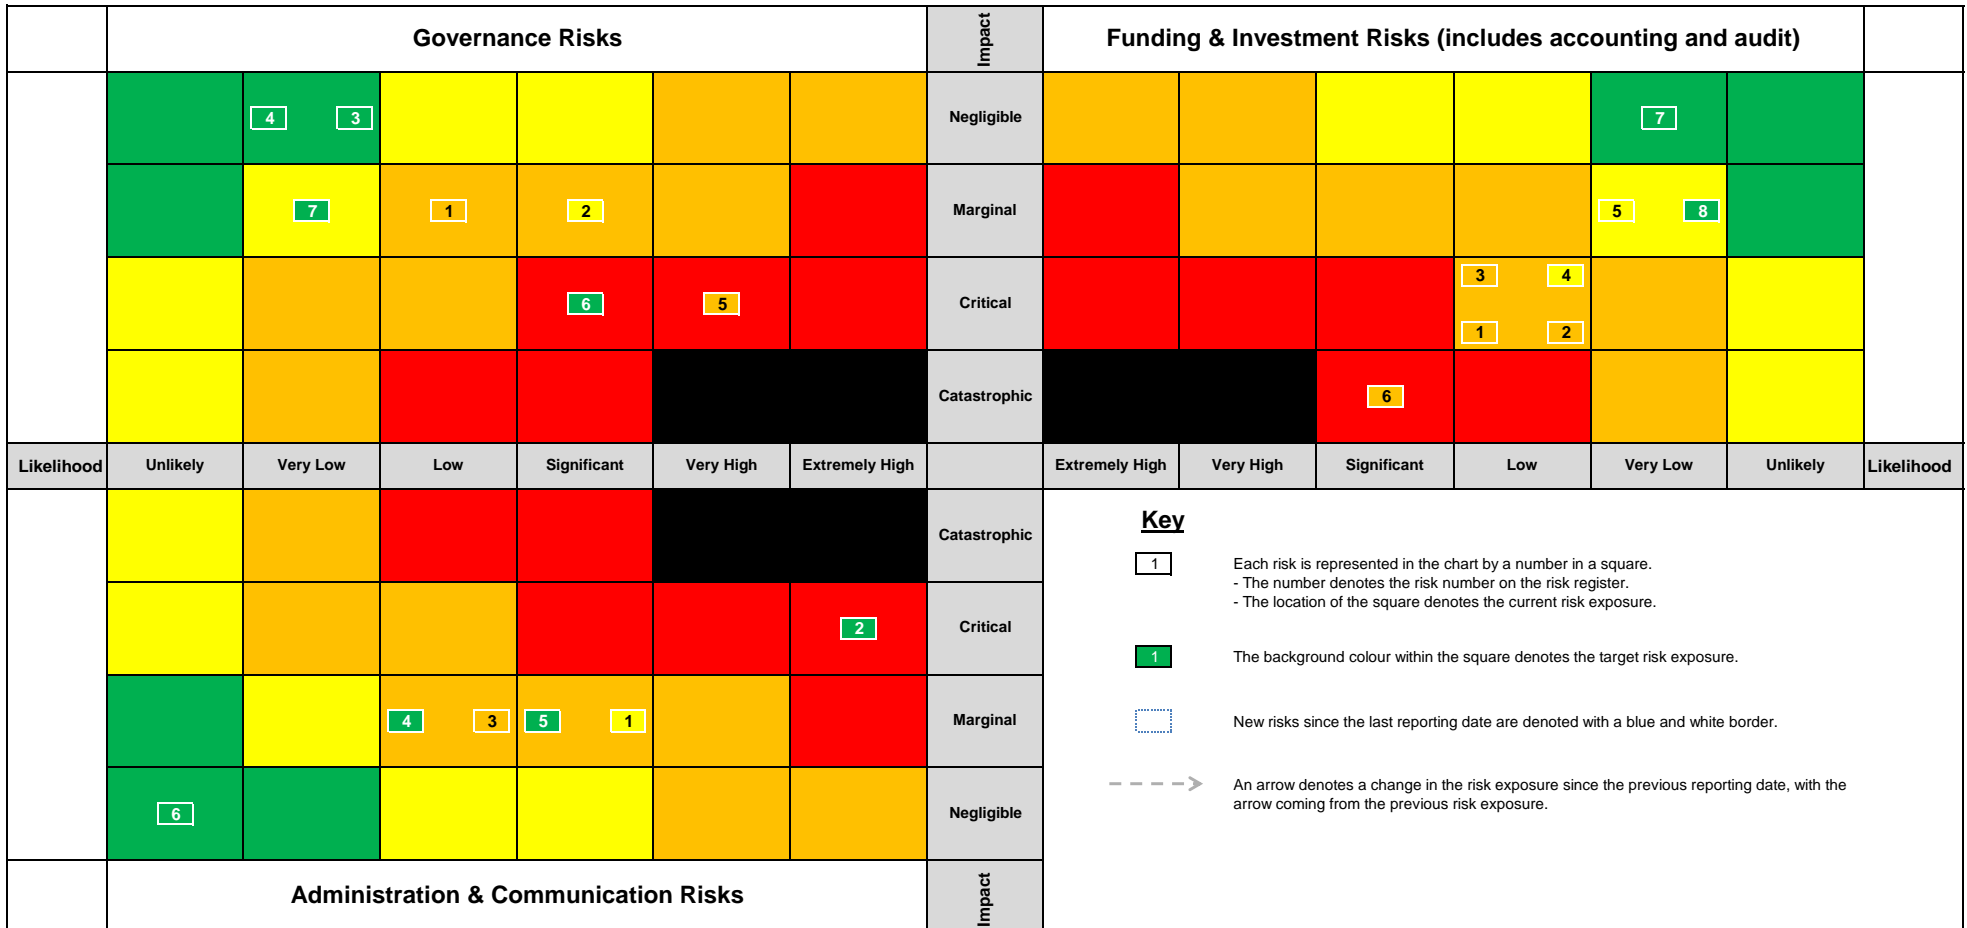 Governance Risks
Impact
Funding & Investment Risks (includes accounting and audit)
4 3
Negligible
7
7 1 2
Marginal
5 8
6 5
Critical
3 4
1 2
Catastrophic
6
Likelihood Unlikely Very Low Low Significant Very High Extremely High Extremely High Very High Significant Low Very Low Unlikely Likelihood
Catastrophic
2
Critical
4 3 5 1
Marginal
6
Negligible
Administration & Communication Risks
Impact
Key
1 Each risk is represented in the chart by a number in a square.
- The number denotes the risk number on the risk register.
- The location of the square denotes the current risk exposure.
1 The background colour within the square denotes the target risk exposure.
New risks since the last reporting date are denoted with a blue and white border.
An arrow denotes a change in the risk exposure since the previous reporting date, with the
arrow coming from the previous risk exposure.